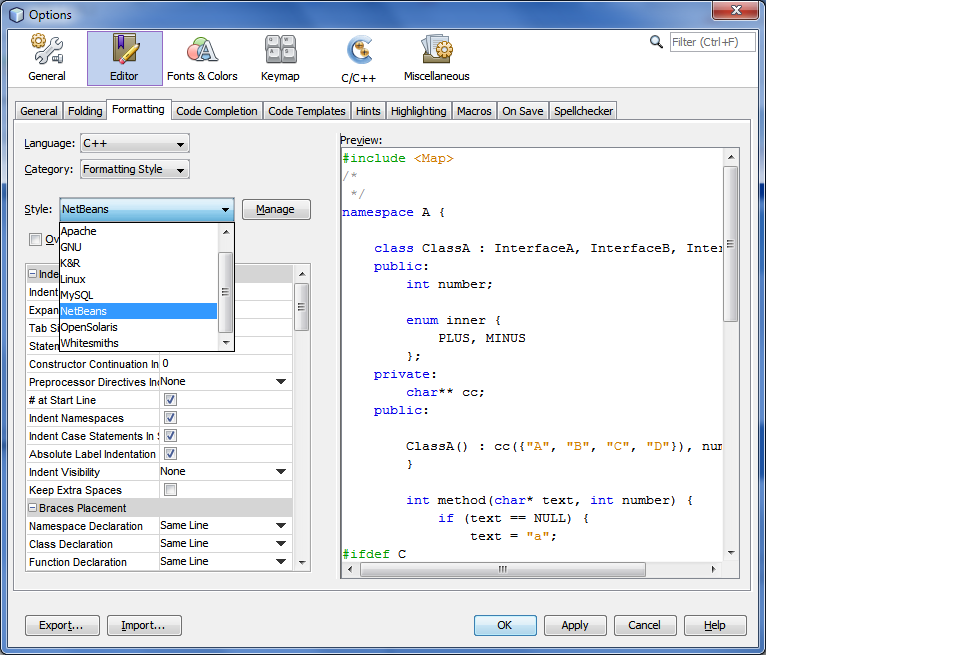 Options
General
Editor
Fonts & Colors
Keymap
C/C++
Miscellaneous
Filter (Ctrl+F)
General Folding Formatting Code Completion Code Templates Hints Highlighting Macros On Save Spellchecker
Language: C++
Category: Formatting Style
Style: NetBeans Manage
Apache
GNU
K&R
Linux
MySQL
NetBeans
OpenSolaris
Whitesmiths
Ov
Inde
Indent
Expan
Tab Si
Statem
Constructor Continuation In 0
Preprocessor Directives Ind None
# at Start Line
Indent Namespaces
Indent Case Statements In S
Absolute Label Indentation
Indent Visibility None
Keep Extra Spaces
Braces Placement
Namespace Declaration Same Line
Class Declaration Same Line
Function Declaration Same Line
Preview:
#include <Map>
/*
 */
namespace A {
    class ClassA : InterfaceA, InterfaceB, Inter
    public:
        int number;
        enum inner {
            PLUS, MINUS
        };
    private:
        char** cc;
    public:
        ClassA() : cc({"A", "B", "C", "D"}), num
        }
        int method(char* text, int number) {
            if (text == NULL) {
                text = "a";
#ifdef C
Export... Import... OK Apply Cancel Help